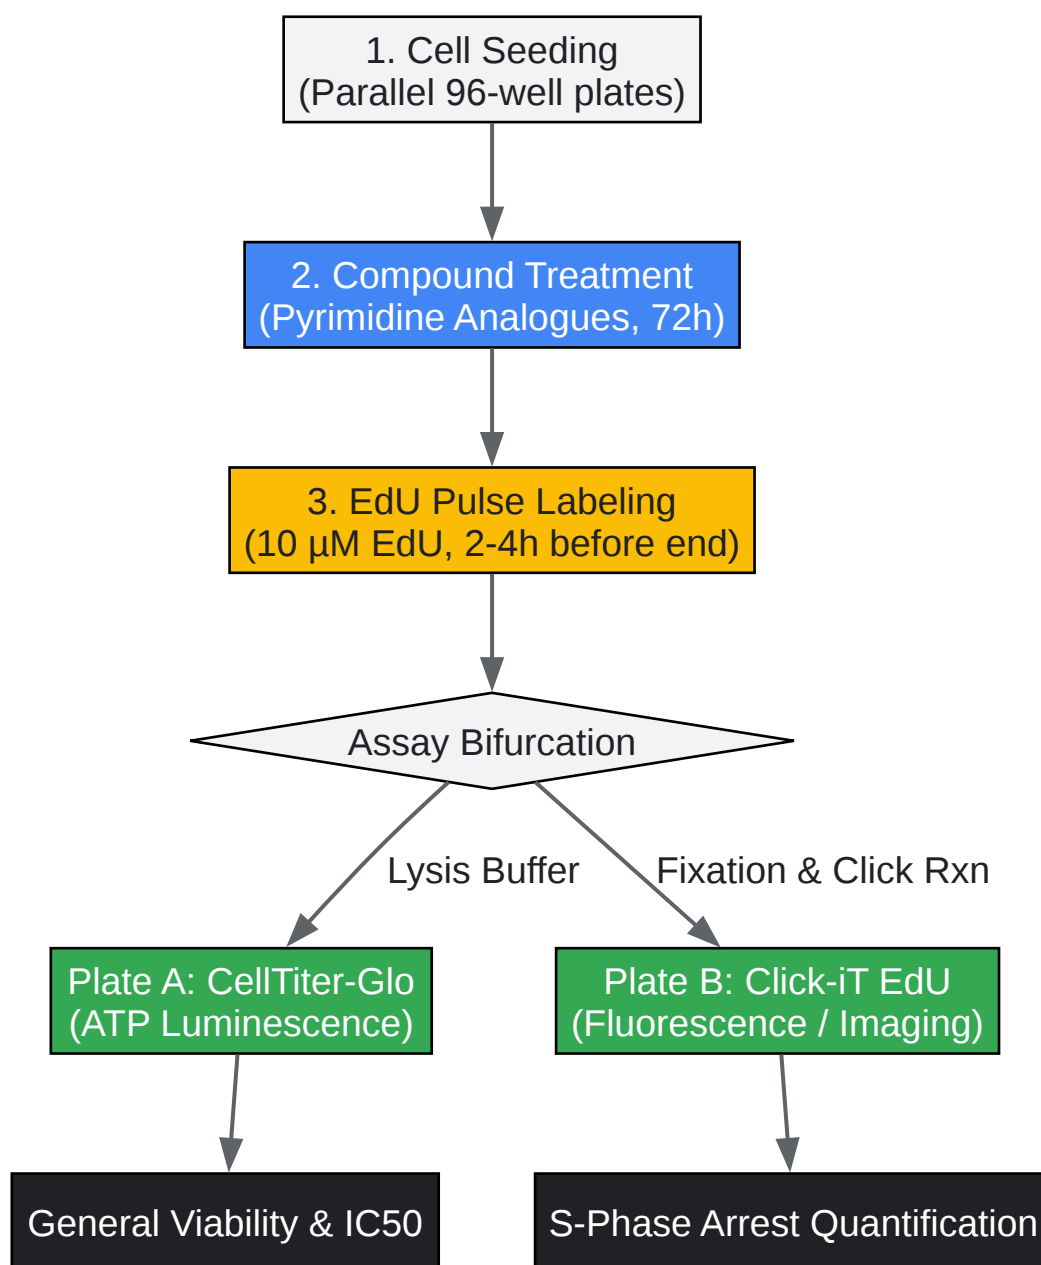 1. Cell Seeding
(Parallel 96-well plates)
2. Compound Treatment
(Pyrimidine Analogues, 72h)
3. EdU Pulse Labeling
(10 µM EdU, 2-4h before end)
Assay Bifurcation
Lysis Buffer
Fixation & Click Rxn
Plate A: CellTiter-Glo
(ATP Luminescence)
Plate B: Click-iT EdU
(Fluorescence / Imaging)
General Viability & IC50
S-Phase Arrest Quantification